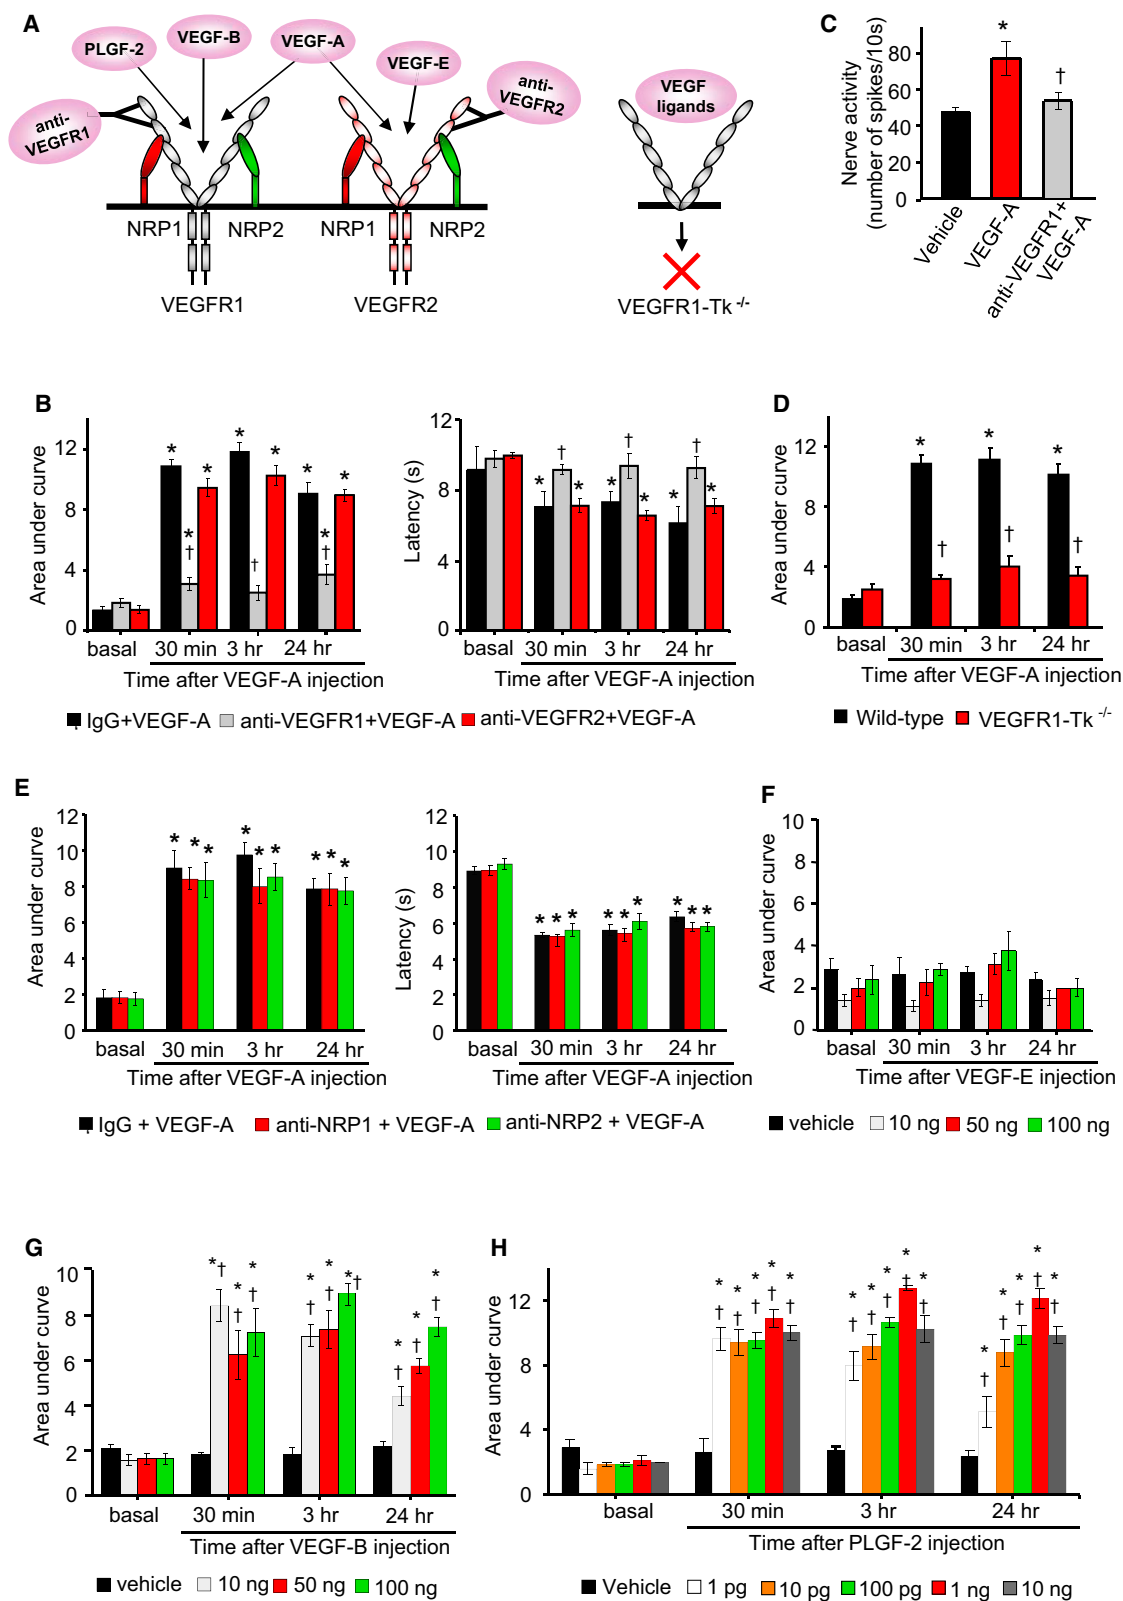 A
PLGF-2
VEGF-B
VEGF-A
VEGF-E
anti-
VEGFR1
anti-
VEGFR2
VEGF
ligands
NRP1
NRP2
NRP1
NRP2
VEGFR1
VEGFR2
VEGFR1-Tk -/-
C
Nerve activity
(number of spikes/10s)
80
60
40
20
0
*
†
Vehicle
VEGF-A
anti-VEGFR1+
VEGF-A
B
Area under curve
12
8
4
0
* * * † * * † * * * † *
basal 30 min 3 hr 24 hr
Time after VEGF-A injection
Latency (s)
12
8
4
0
* † * * † * * † *
basal 30 min 3 hr 24 hr
Time after VEGF-A injection
IgG+VEGF-A anti-VEGFR1+VEGF-A anti-VEGFR2+VEGF-A
D
Area under curve
12
8
4
0
* † * † * †
basal 30 min 3 hr 24 hr
Time after VEGF-A injection
Wild-type VEGFR1-Tk -/-
E
Area under curve
12
10
8
6
4
2
0
* * * * * * * * *
basal 30 min 3 hr 24 hr
Time after VEGF-A injection
Latency (s)
12
10
8
6
4
2
0
* * * * * * * * *
basal 30 min 3 hr 24 hr
Time after VEGF-A injection
IgG + VEGF-A anti-NRP1 + VEGF-A anti-NRP2 + VEGF-A
F
Area under curve
10
8
6
4
2
0
basal 30 min 3 hr 24 hr
Time after VEGF-E injection
vehicle 10 ng 50 ng 100 ng
G
Area under curve
10
8
6
4
2
0
* † * † * † * † * † * † * † * † * †
basal 30 min 3 hr 24 hr
Time after VEGF-B injection
vehicle 10 ng 50 ng 100 ng
H
Area under curve
12
8
4
0
* † * † * † * † * † * † * † * † * † * † * † * † * † * † * †
basal 30 min 3 hr 24 hr
Time after PLGF-2 injection
Vehicle 1 pg 10 pg 100 pg 1 ng 10 ng